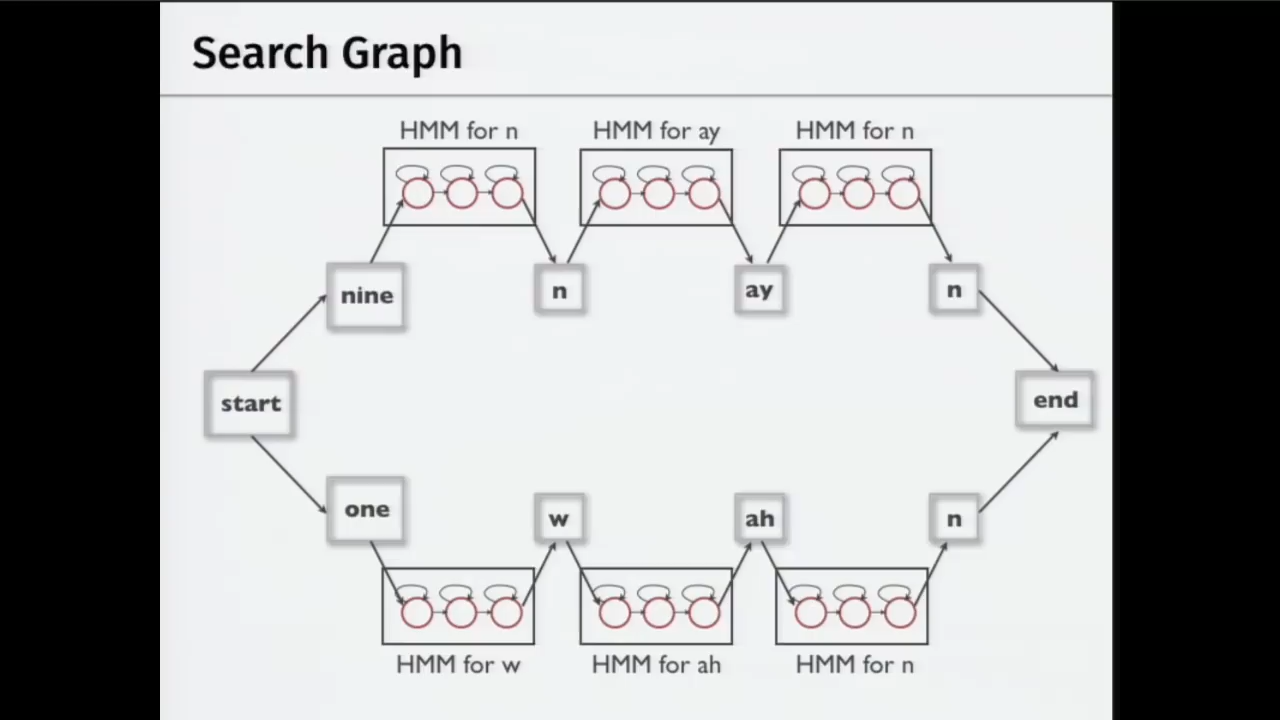 Search Graph
HMM for n
HMM for ay
HMM for n
nine
n
ay
n
start
end
one
w
ah
n
HMM for w
HMM for ah
HMM for n